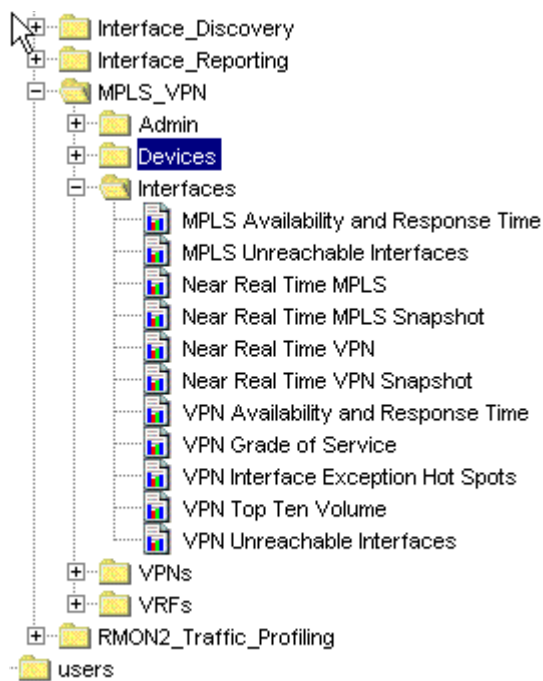 Interface_Discovery
Interface_Reporting
MPLS_VPN
Admin
Devices
Interfaces
MPLS Availability and Response Time
MPLS Unreachable Interfaces
Near Real Time MPLS
Near Real Time MPLS Snapshot
Near Real Time VPN
Near Real Time VPN Snapshot
VPN Availability and Response Time
VPN Grade of Service
VPN Interface Exception Hot Spots
VPN Top Ten Volume
VPN Unreachable Interfaces
VPNs
VRFs
RMON2_Traffic_Profiling
users